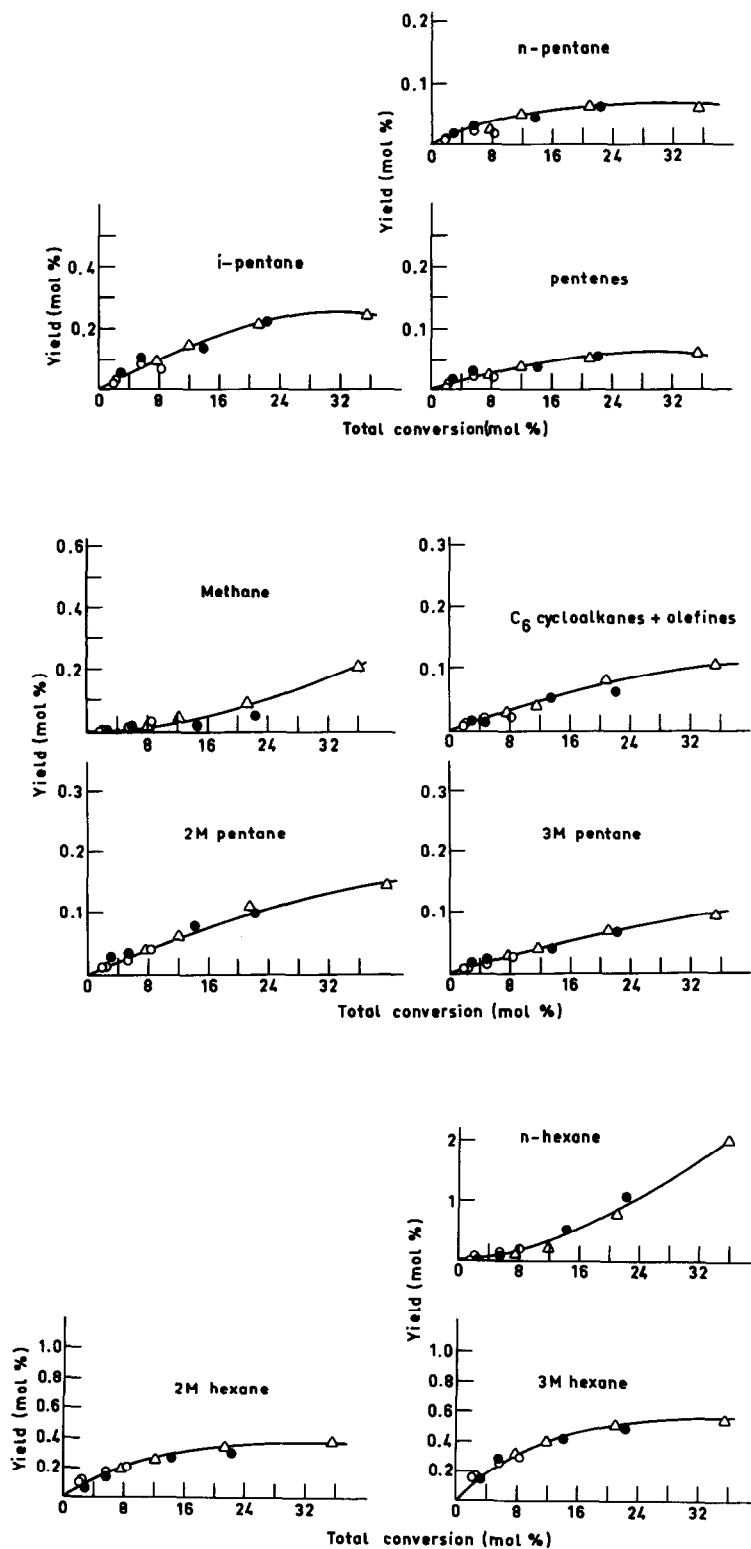 0.2
n-pentane
0.1
Yield (mol %)
0 8 16 24 32
i-pentane
0.4
0.2
Yield (mol %)
0 8 16 24 32
pentenes
0.2
0.1
0 8 16 24 32
Total conversion(mol %)
0.6
Methane
0.4
0.2
0 8 16 24 32
0.3
C6 cycloalkanes + olefines
0.2
0.1
0 8 16 24 32
Yield (mol %)
0.3
2M pentane
0.2
0.1
0 8 16 24 32
0.3
3M pentane
0.2
0.1
0 8 16 24 32
Total conversion (mol %)
n-hexane
2
1
0 8 16 24 32
Yield (mol %)
1.0
0.8
2M hexane
0.6
0.4
0.2
Yield (mol %)
0 8 16 24 32
1.0
0.8
3M hexane
0.6
0.4
0.2
0 8 16 24 32
Total conversion (mol %)